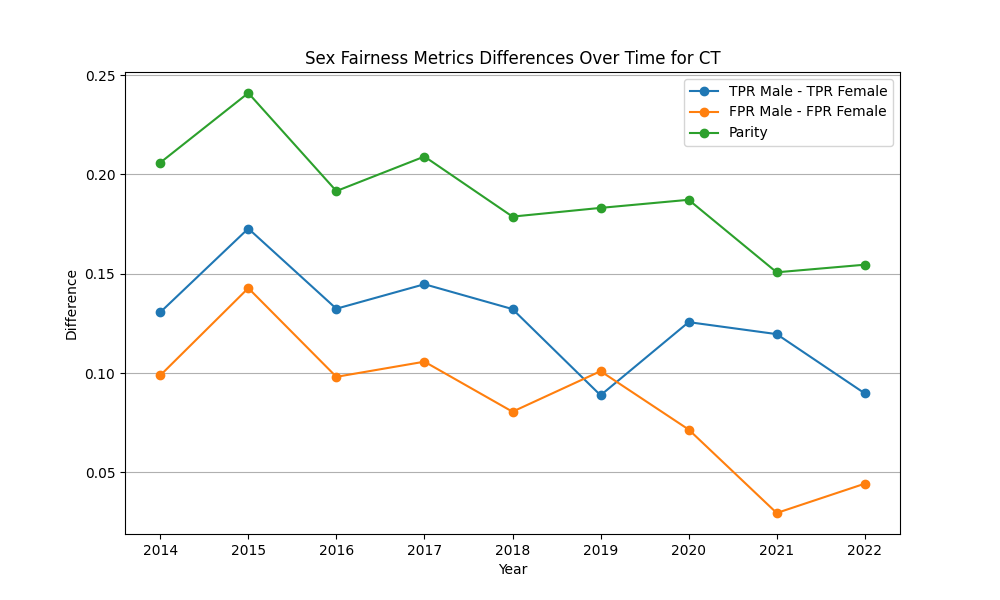 Sex Fairness Metrics Differences Over Time for CT
TPR Male - TPR Female
FPR Male - FPR Female
Parity
0.25
0.20
0.15
0.10
0.05
Difference
2014 2015 2016 2017 2018 2019 2020 2021 2022
Year